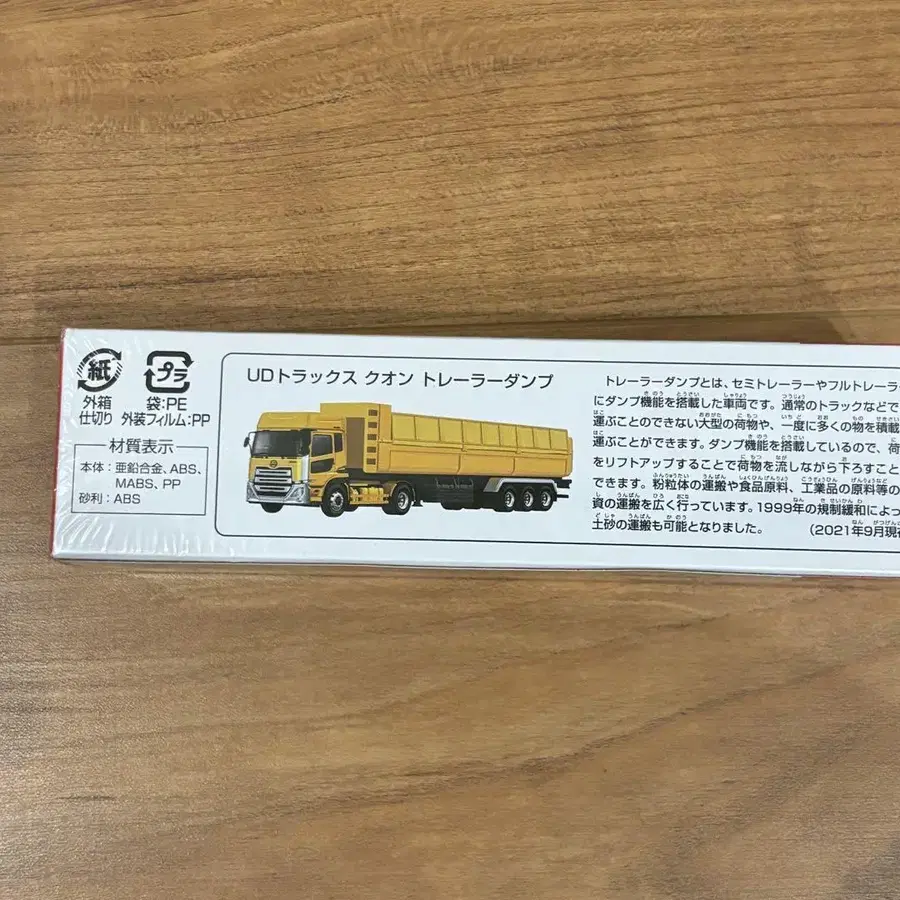 紙
プラ
外箱
仕切り
袋:PE
外装フィルム:PP
材質表示
本体:亜鉛合金、ABS、
MABS、PP
砂利:ABS
UDトラックス クオン トレーラーダンプ
トレーラーダンプとは、セミトレーラーやフルトレーラー
にダンプ機能を搭載した車両です。通常のトラックなどで
運ぶことのできない大型の荷物や、一度に多くの物を積載
運ぶことができます。ダンプ機能を搭載しているので、荷
をリフトアップすることで荷物を流しながら下ろすこと
できます。粉粒体の運搬や食品原料、工業品の原料等の
資の運搬を広く行っています。1999年の規制緩和によっ
土砂の運搬も可能となりました。
(2021年9月現在